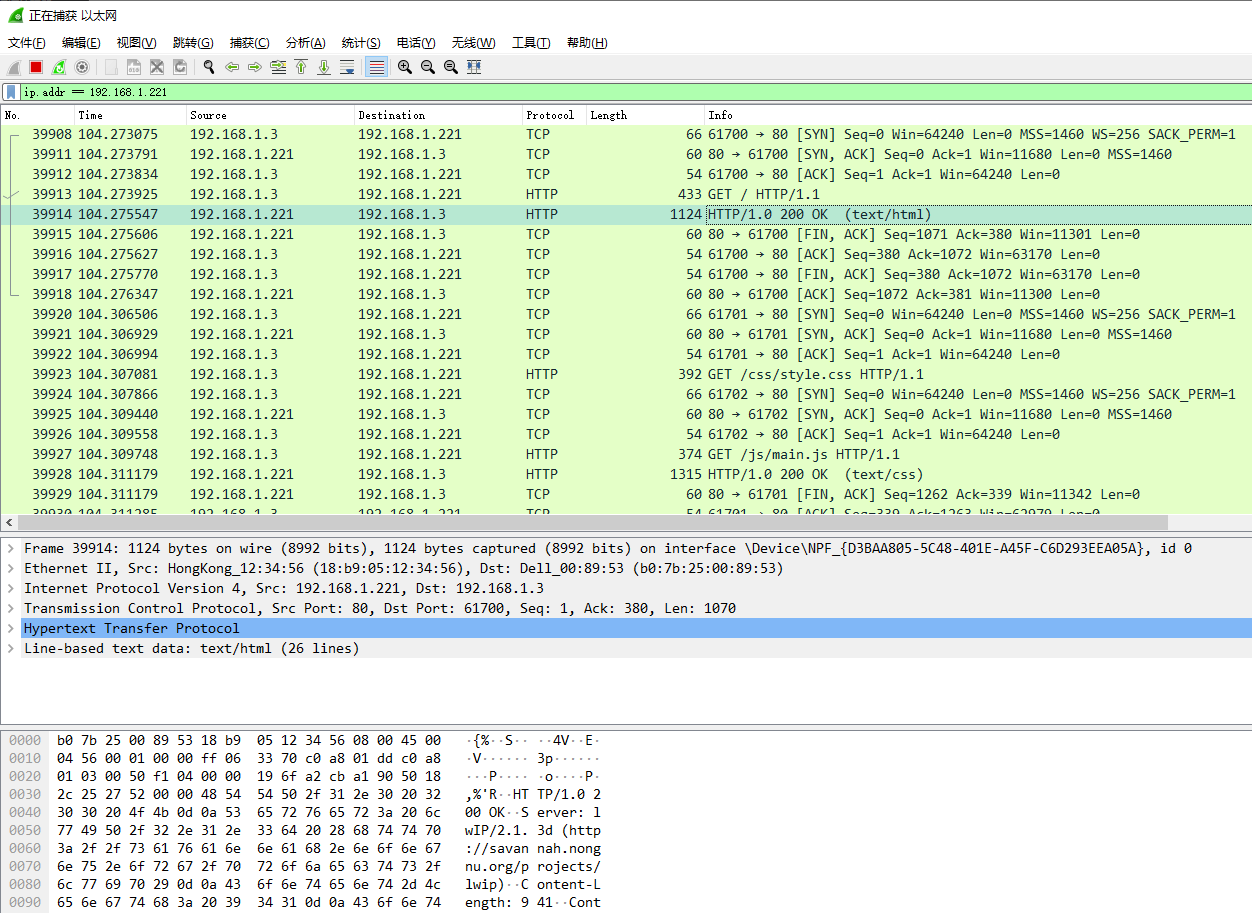 正在捕获 以太网
文件(F) 编辑(E) 视图(V) 跳转(G) 捕获(C) 分析(A) 统计(S) 电话(Y) 无线(W) 工具(T) 帮助(H)
ip.addr == 192.168.1.221
No. Time Source Destination Protocol Length Info
39908 104.273075 192.168.1.3 192.168.1.221 TCP 66 61700 → 80 [SYN] Seq=0 Win=64240 Len=0 MSS=1460 WS=256 SACK_PERM=1
39911 104.273791 192.168.1.221 192.168.1.3 TCP 60 80 → 61700 [SYN, ACK] Seq=0 Ack=1 Win=11680 Len=0 MSS=1460
39912 104.273834 192.168.1.3 192.168.1.221 TCP 54 61700 → 80 [ACK] Seq=1 Ack=1 Win=64240 Len=0
39913 104.273925 192.168.1.3 192.168.1.221 HTTP 433 GET / HTTP/1.1
39914 104.275547 192.168.1.221 192.168.1.3 HTTP 1124 HTTP/1.0 200 OK (text/html)
39915 104.275606 192.168.1.221 192.168.1.3 TCP 60 80 → 61700 [FIN, ACK] Seq=1071 Ack=380 Win=11301 Len=0
39916 104.275627 192.168.1.3 192.168.1.221 TCP 54 61700 → 80 [ACK] Seq=380 Ack=1072 Win=63170 Len=0
39917 104.275770 192.168.1.3 192.168.1.221 TCP 54 61700 → 80 [FIN, ACK] Seq=380 Ack=1072 Win=63170 Len=0
39918 104.276347 192.168.1.221 192.168.1.3 TCP 60 80 → 61700 [ACK] Seq=1072 Ack=381 Win=11300 Len=0
39920 104.306506 192.168.1.3 192.168.1.221 TCP 66 61701 → 80 [SYN] Seq=0 Win=64240 Len=0 MSS=1460 WS=256 SACK_PERM=1
39921 104.306929 192.168.1.221 192.168.1.3 TCP 60 80 → 61701 [SYN, ACK] Seq=0 Ack=1 Win=11680 Len=0 MSS=1460
39922 104.306994 192.168.1.3 192.168.1.221 TCP 54 61701 → 80 [ACK] Seq=1 Ack=1 Win=64240 Len=0
39923 104.307081 192.168.1.3 192.168.1.221 HTTP 392 GET /css/style.css HTTP/1.1
39924 104.307866 192.168.1.3 192.168.1.221 TCP 66 61702 → 80 [SYN] Seq=0 Win=64240 Len=0 MSS=1460 WS=256 SACK_PERM=1
39925 104.309440 192.168.1.221 192.168.1.3 TCP 60 80 → 61702 [SYN, ACK] Seq=0 Ack=1 Win=11680 Len=0 MSS=1460
39926 104.309558 192.168.1.3 192.168.1.221 TCP 54 61702 → 80 [ACK] Seq=1 Ack=1 Win=64240 Len=0
39927 104.309748 192.168.1.3 192.168.1.221 HTTP 374 GET /js/main.js HTTP/1.1
39928 104.311179 192.168.1.221 192.168.1.3 HTTP 1315 HTTP/1.0 200 OK (text/css)
39929 104.311179 192.168.1.221 192.168.1.3 TCP 60 80 → 61701 [FIN, ACK] Seq=1262 Ack=339 Win=11342 Len=0
Frame 39914: 1124 bytes on wire (8992 bits), 1124 bytes captured (8992 bits) on interface \Device\NPF_{D3BAA805-5C48-401E-A45F-C6D293EEA05A}, id 0
Ethernet II, Src: HongKong_12:34:56 (18:b9:05:12:34:56), Dst: Dell_00:89:53 (b0:7b:25:00:89:53)
Internet Protocol Version 4, Src: 192.168.1.221, Dst: 192.168.1.3
Transmission Control Protocol, Src Port: 80, Dst Port: 61700, Seq: 1, Ack: 380, Len: 1070
Hypertext Transfer Protocol
Line-based text data: text/html (26 lines)
0000 b0 7b 25 00 89 53 18 b9 05 12 34 56 08 00 45 00 ·{%··S·· ··4V··E·
0010 04 56 00 01 00 00 ff 06 33 70 c0 a8 01 dd c0 a8 ·V······ 3p······
0020 01 03 00 50 f1 04 00 00 19 6f a2 cb a1 90 50 18 ···P···· ·o····P·
0030 2c 25 27 52 00 00 48 54 54 50 2f 31 2e 30 20 32 ,%'R··HT TP/1.0 2
0040 30 30 20 4f 4b 0d 0a 53 65 72 76 65 72 3a 20 6c 00 OK··S erver: l
0050 77 49 50 2f 32 2e 31 2e 33 64 20 28 68 74 74 70 wIP/2.1. 3d (http
0060 3a 2f 2f 73 61 76 61 6e 6e 61 68 2e 6e 6f 6e 67 ://savan nah.nong
0070 6e 75 2e 6f 72 67 2f 70 72 6f 6a 65 63 74 73 2f nu.org/p rojects/
0080 6c 77 69 70 29 0d 0a 43 6f 6e 74 65 6e 74 2d 4c lwip)··C ontent-L
0090 65 6e 67 74 68 3a 20 39 34 31 0d 0a 43 6f 6e 74 ength: 9 41··Cont